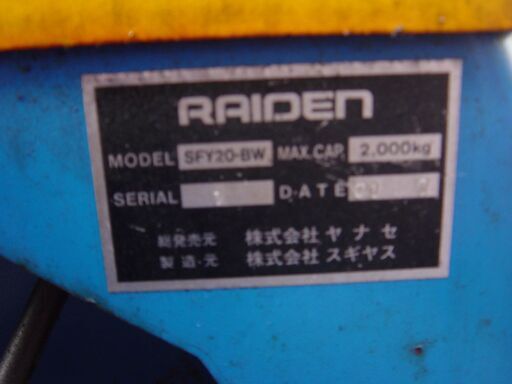 RAIDEN
MODEL SFY20-BW MAX.CAP. 2,000kg
SERIAL DATE
総発売元 株式会社ヤナセ
製造元 株式会社スギヤス